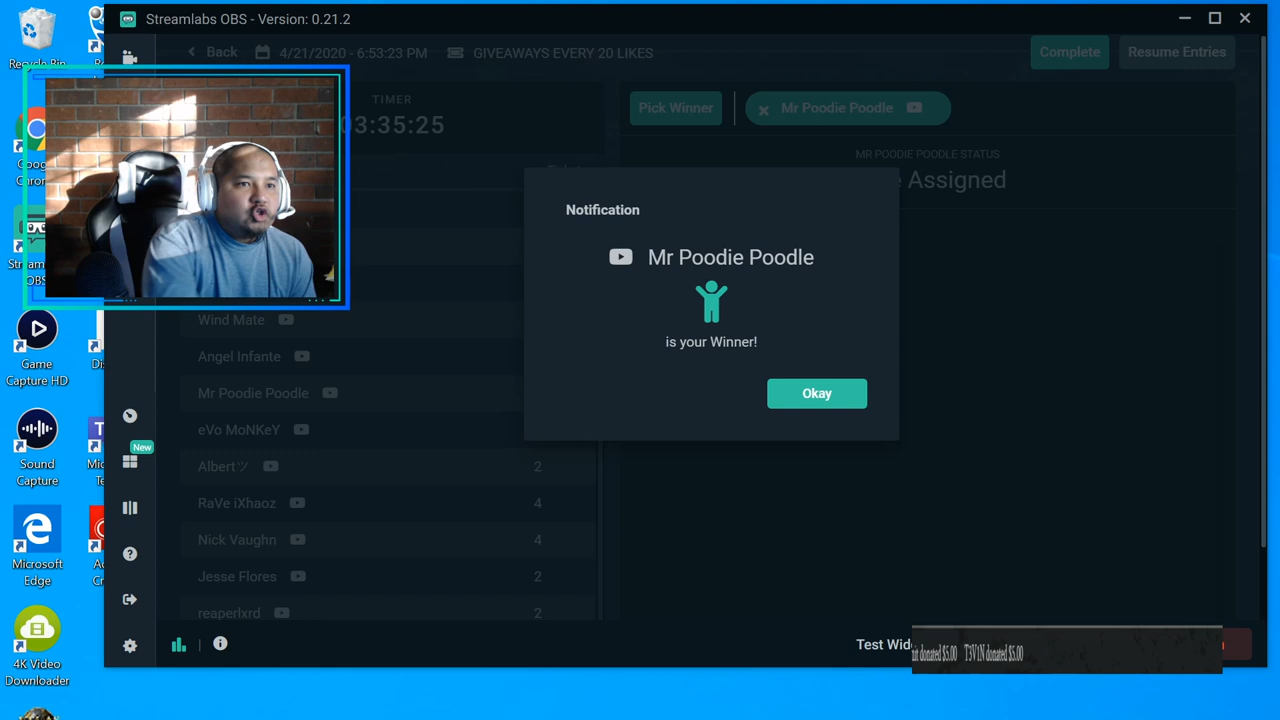 Streamlabs OBS - Version: 0.21.2
Recycle Bin
Back
4/21/2020 - 6:53:23 PM
GIVEAWAYS EVERY 20 LIKES
Complete
Resume Entries
TIMER
03:35:25
Pick Winner
Mr Poodie Poodle
MR POODIE POODLE STATUS
Assigned
Notification
Mr Poodie Poodle
is your Winner!
Okay
Wind Mate
Angel Infante
Mr Poodie Poodle
eVo MoNKeY
Albertツ 2
RaVe iXhaoz 4
Nick Vaughn 4
Jesse Flores 2
reaperlxrd 2
New
OBS
Game
Capture HD
Sound
Capture
Microsoft
Edge
4K Video
Downloader
Test
donated $5.00 T3V1N donated $5.00